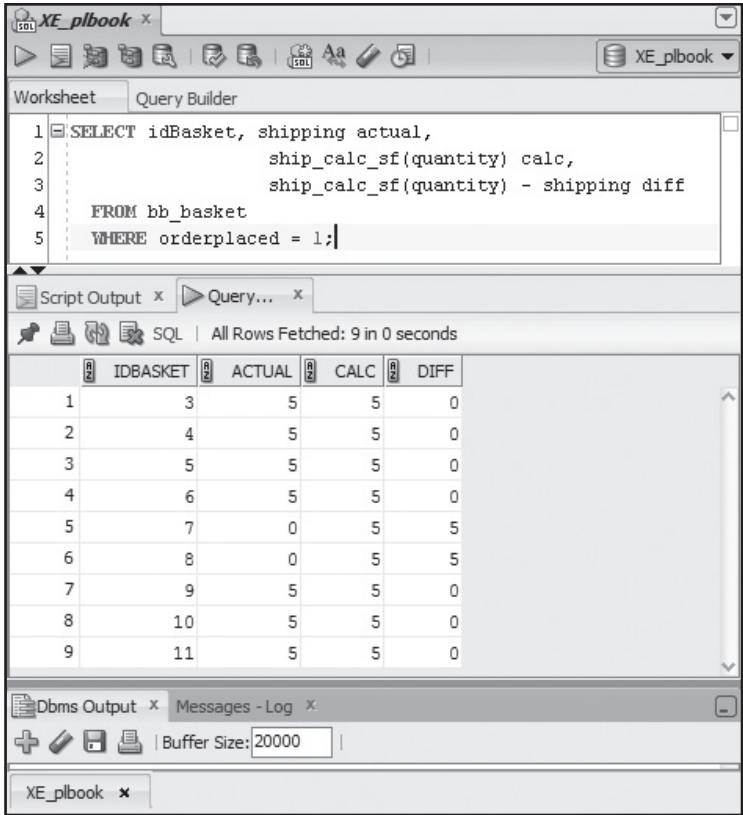 XE_plbook x
SQL Aa XE_plbook
Worksheet Query Builder
1 SELECT idBasket, shipping actual,
2 ship_calc_sf(quantity) calc,
3 ship_calc_sf(quantity) - shipping diff
4 FROM bb_basket
5 WHERE orderplaced = 1;
Script Output x Query... x
SQL | All Rows Fetched: 9 in 0 seconds
IDBASKET ACTUAL CALC DIFF
1 3 5 5 0
2 4 5 5 0
3 5 5 5 0
4 6 5 5 0
5 7 0 5 5
6 8 0 5 5
7 9 5 5 0
8 10 5 5 0
9 11 5 5 0
Dbms Output x Messages - Log x
Buffer Size: 20000
XE_plbook x